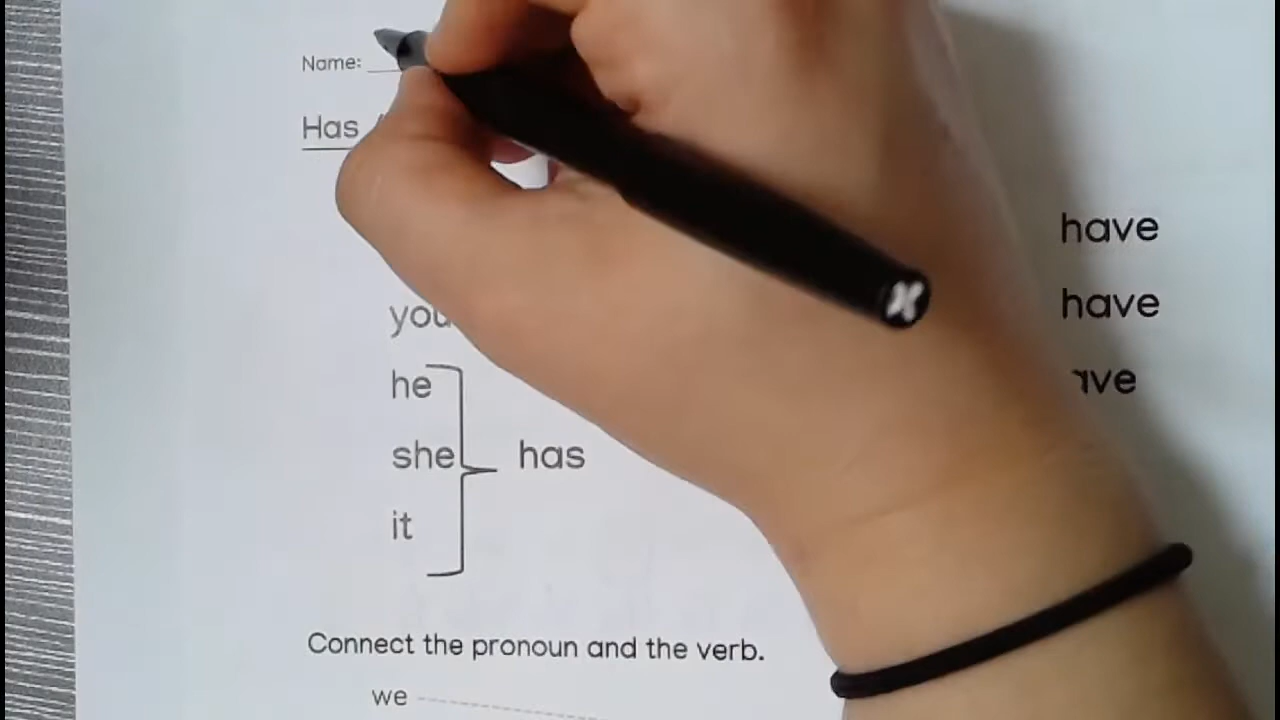 Name:
Has
have
you
have
he
she
has
it
Connect the pronoun and the verb.
we